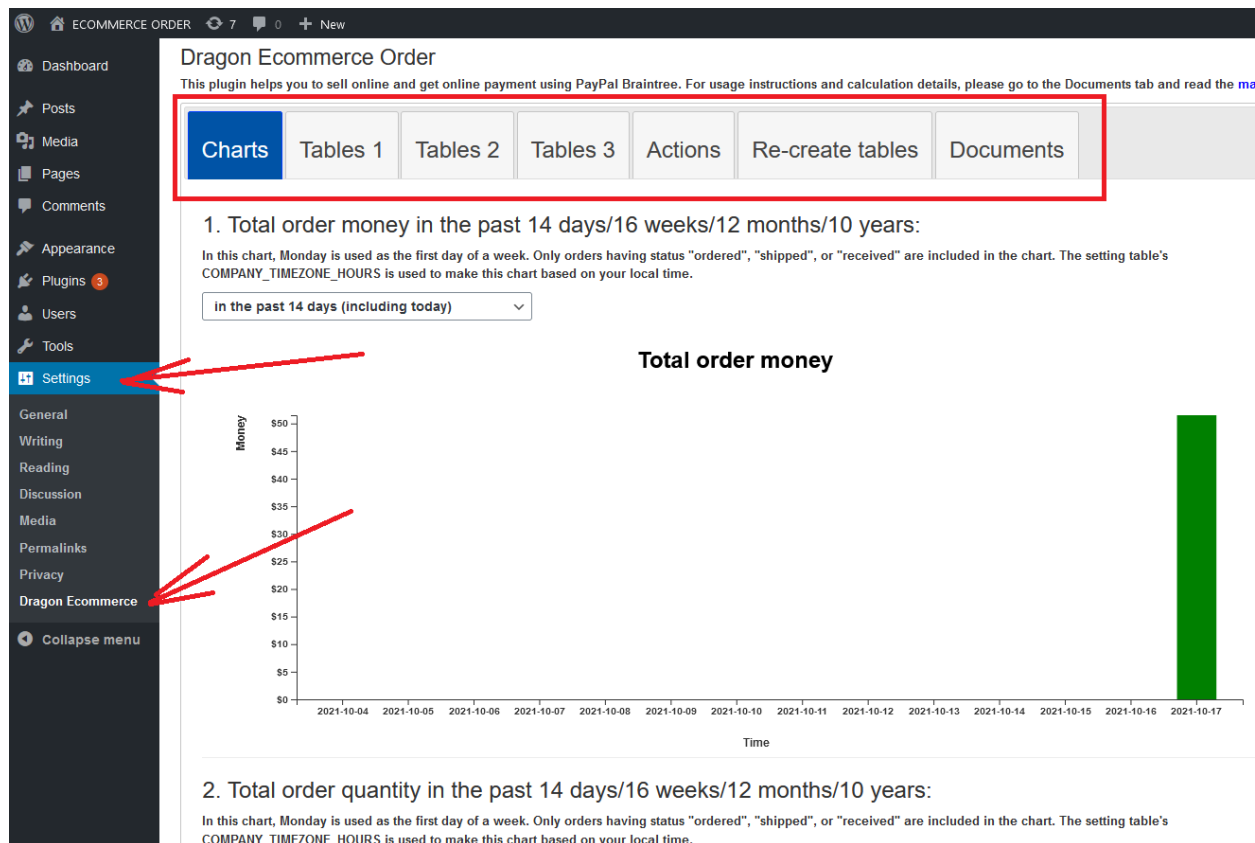 ECOMMERCE ORDER 7 0 + New
Dashboard
Posts
Media
Pages
Comments
Appearance
Plugins 3
Users
Tools
Settings
General
Writing
Reading
Discussion
Media
Permalinks
Privacy
Dragon Ecommerce
Collapse menu
Dragon Ecommerce Order
This plugin helps you to sell online and get online payment using PayPal Braintree. For usage instructions and calculation details, please go to the Documents tab and read the
Charts Tables 1 Tables 2 Tables 3 Actions Re-create tables Documents
1. Total order money in the past 14 days/16 weeks/12 months/10 years:
In this chart, Monday is used as the first day of a week. Only orders having status "ordered", "shipped", or "received" are included in the chart. The setting table's
COMPANY_TIMEZONE_HOURS is used to make this chart based on your local time.
in the past 14 days (including today)
Total order money
Money
$50
$45
$40
$35
$30
$25
$20
$15
$10
$5
$0
2021-10-04 2021-10-05 2021-10-06 2021-10-07 2021-10-08 2021-10-09 2021-10-10 2021-10-11 2021-10-12 2021-10-13 2021-10-14 2021-10-15 2021-10-16 2021-10-17
Time
2. Total order quantity in the past 14 days/16 weeks/12 months/10 years:
In this chart, Monday is used as the first day of a week. Only orders having status "ordered", "shipped", or "received" are included in the chart. The setting table's
COMPANY_TIMEZONE_HOURS is used to make this chart based on your local time.